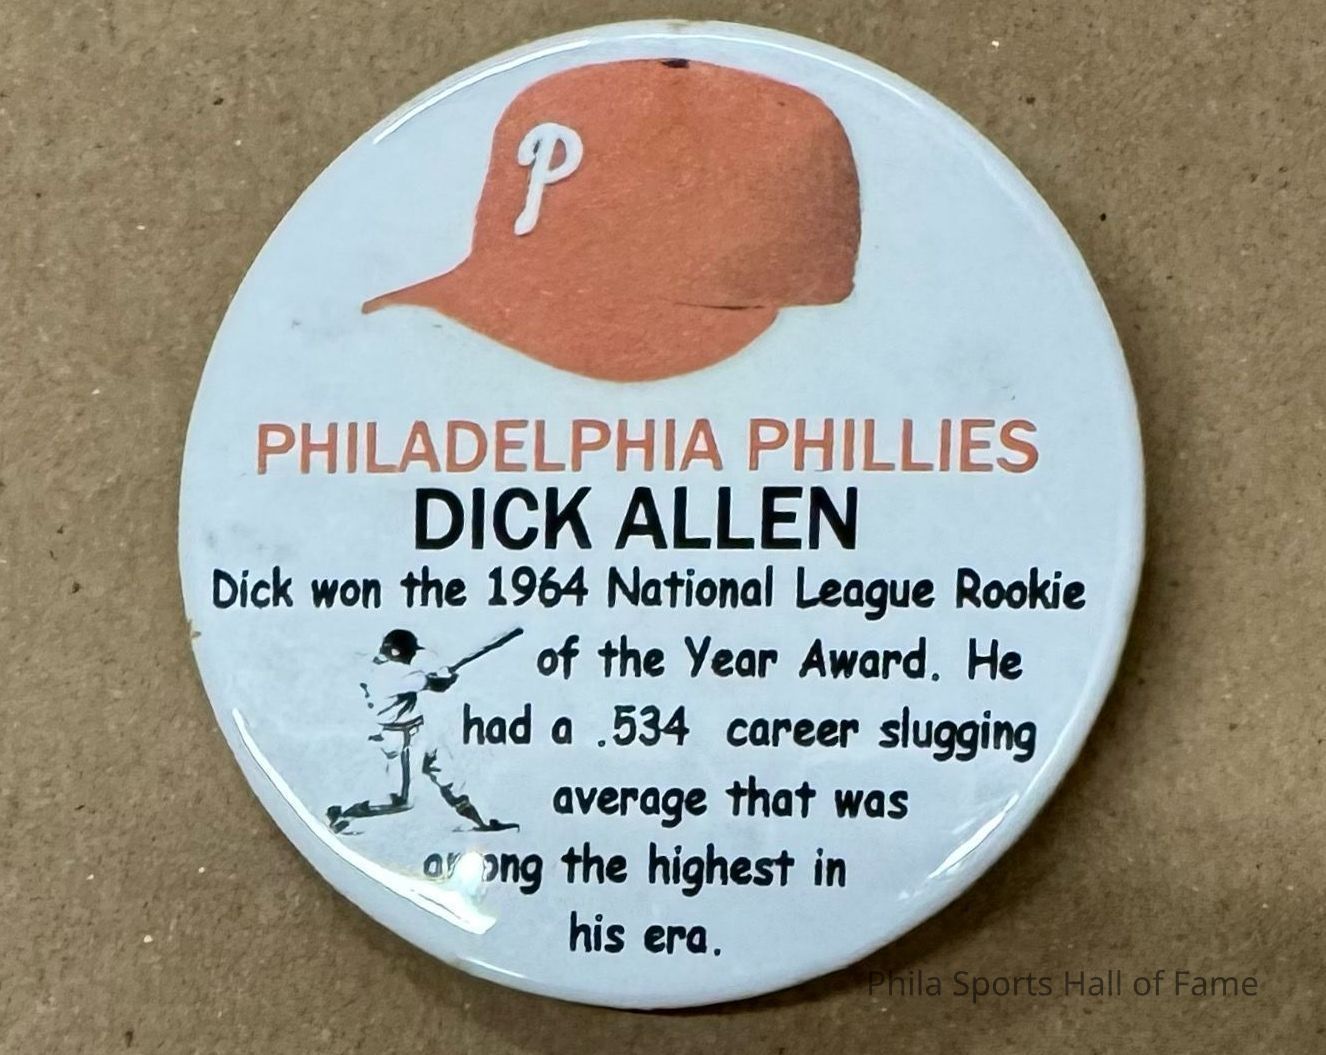 P
PHILADELPHIA PHILLIES
DICK ALLEN
Dick won the 1964 National League Rookie
of the Year Award. He
had a .534 career slugging
average that was
among the highest in
his era.
Phila Sports Hall of Fame